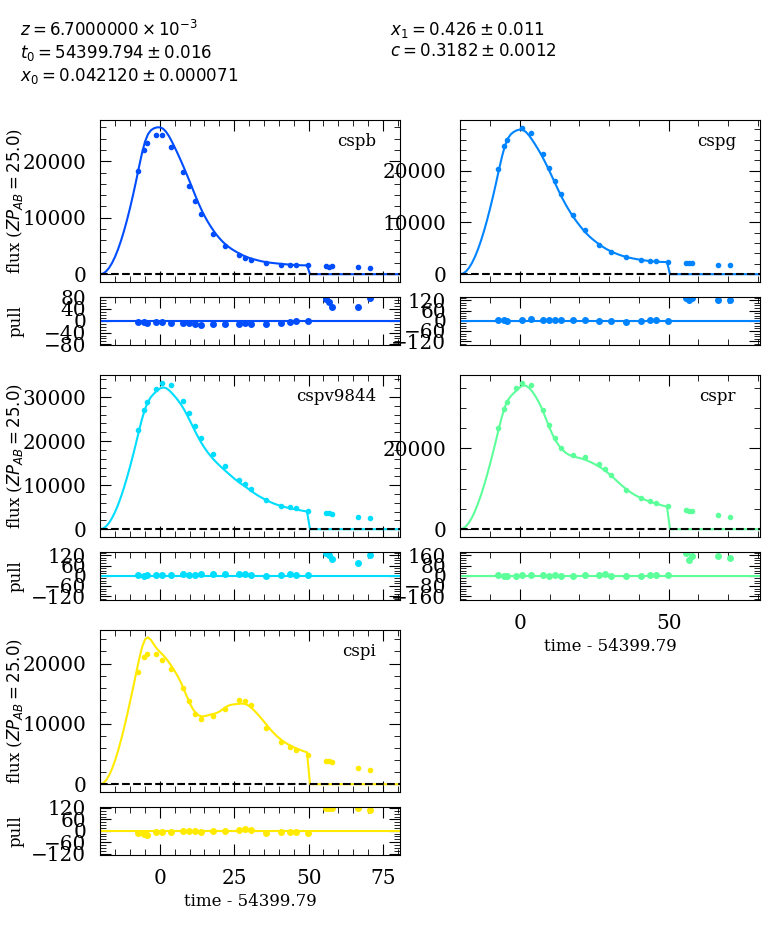 z = 6.7000000 × 10⁻³
t₀ = 54399.794 ± 0.016
x₀ = 0.042120 ± 0.000071
x₁ = 0.426 ± 0.011
c = 0.3182 ± 0.0012
cspb
flux (ZP_AB = 25.0)
20000
10000
0
cspg
20000
10000
0
pull
80
40
0
−40
−80
120
60
0
−60
−120
cspv9844
flux (ZP_AB = 25.0)
30000
20000
10000
0
cspr
20000
0
pull
120
60
0
−60
−120
160
80
0
−80
−160
0 50
time - 54399.79
cspi
flux (ZP_AB = 25.0)
20000
10000
0
pull
120
60
0
−60
−120
0 25 50 75
time - 54399.79